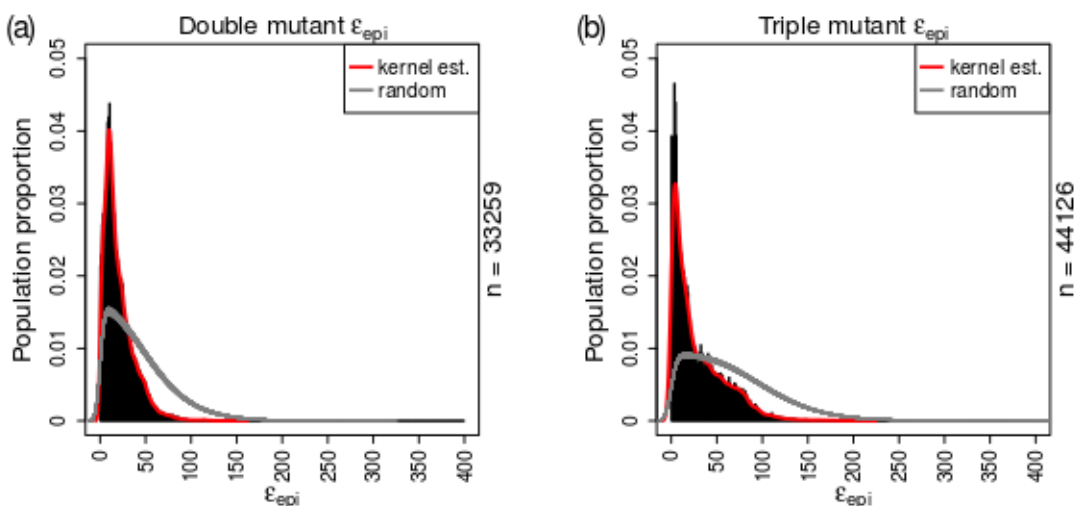 (a)
Double mutant εepi
kernel est.
random
Population proportion
0 0.01 0.02 0.03 0.04 0.05
0 50 100 150 200 250 300 350 400
εepi
n = 33259
(b)
Triple mutant εepi
kernel est.
random
Population proportion
0 0.01 0.02 0.03 0.04 0.05
0 50 100 150 200 250 300 350 400
εepi
n = 44126